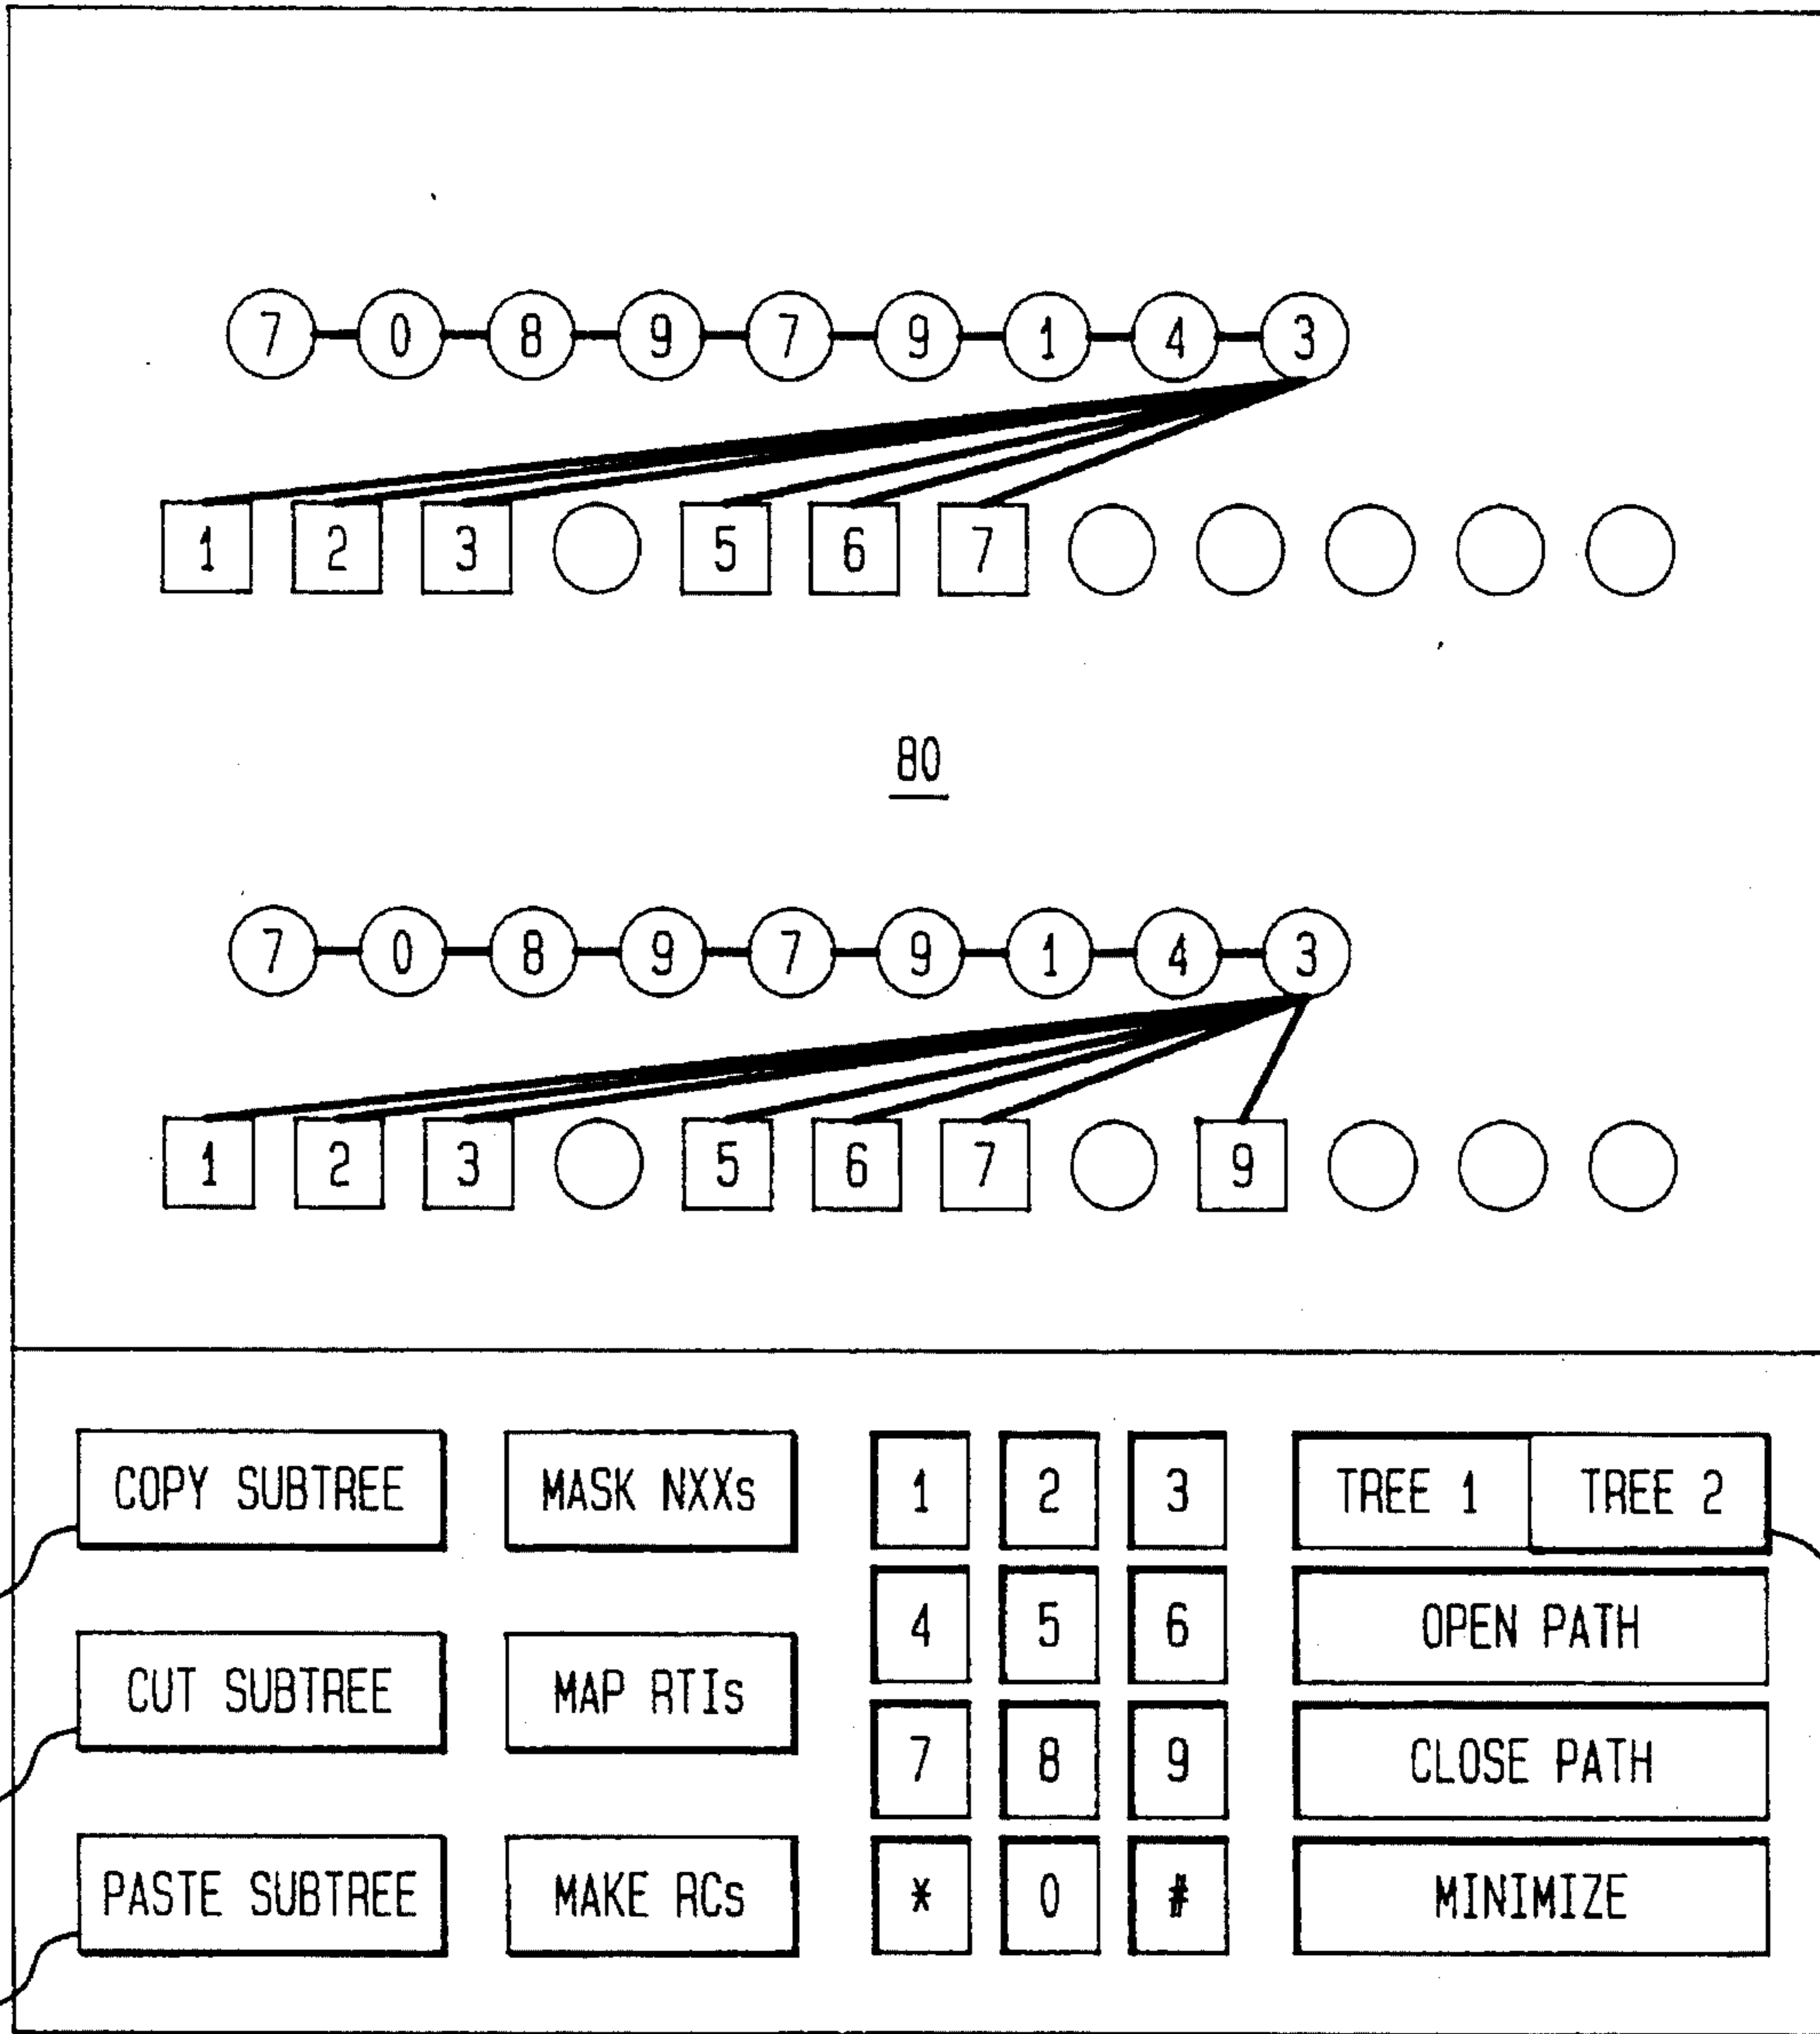 7 0 8 9 7 9 1 4 3
1 2 3 5 6 7
80
7 0 8 9 7 9 1 4 3
1 2 3 5 6 7 9
COPY SUBTREE MASK NXXs 1 2 3 TREE 1 TREE 2
4 5 6 OPEN PATH
CUT SUBTREE MAP RTIs
7 8 9 CLOSE PATH
PASTE SUBTREE MAKE RCs * 0 # MINIMIZE